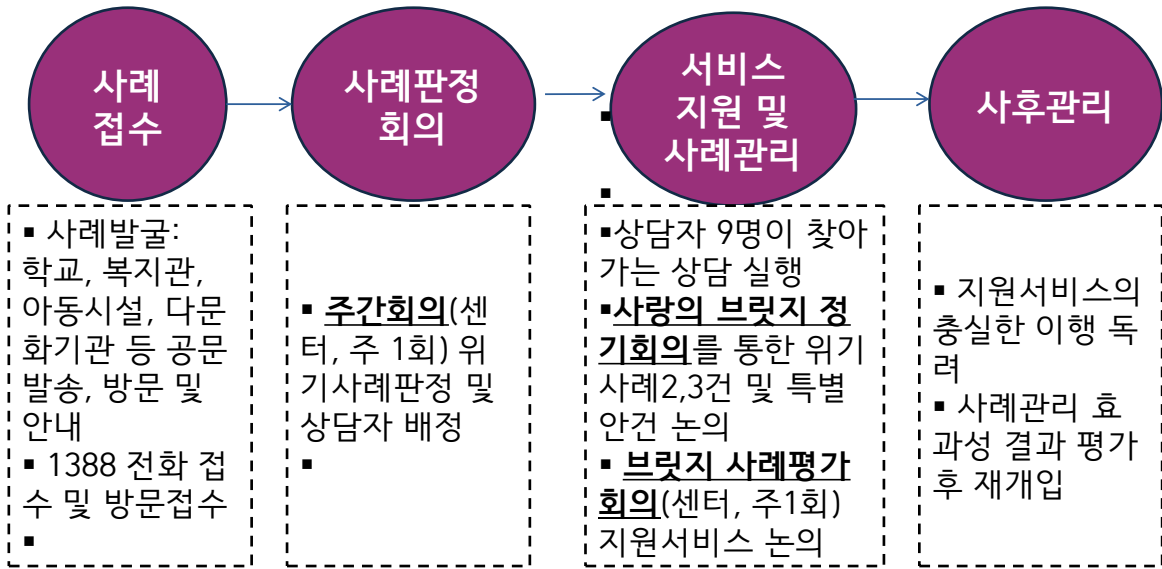 사례
접수
사례판정
회의
서비스
지원 및
사례관리
사후관리
▪ 사례발굴:
학교, 복지관,
아동시설, 다문
화기관 등 공문
발송, 방문 및
안내
▪ 1388 전화 접
수 및 방문접수
▪
▪ 주간회의(센
터, 주 1회) 위
기사례판정 및
상담자 배정
▪
▪
▪
▪상담자 9명이 찾아
가는 상담 실행
▪사랑의 브릿지 정
기회의를 통한 위기
사례2,3건 및 특별
안건 논의
▪ 브릿지 사례평가
회의(센터, 주1회)
지원서비스 논의
▪ 지원서비스의
충실한 이행 독
려
▪ 사례관리 효
과성 결과 평가
후 재개입